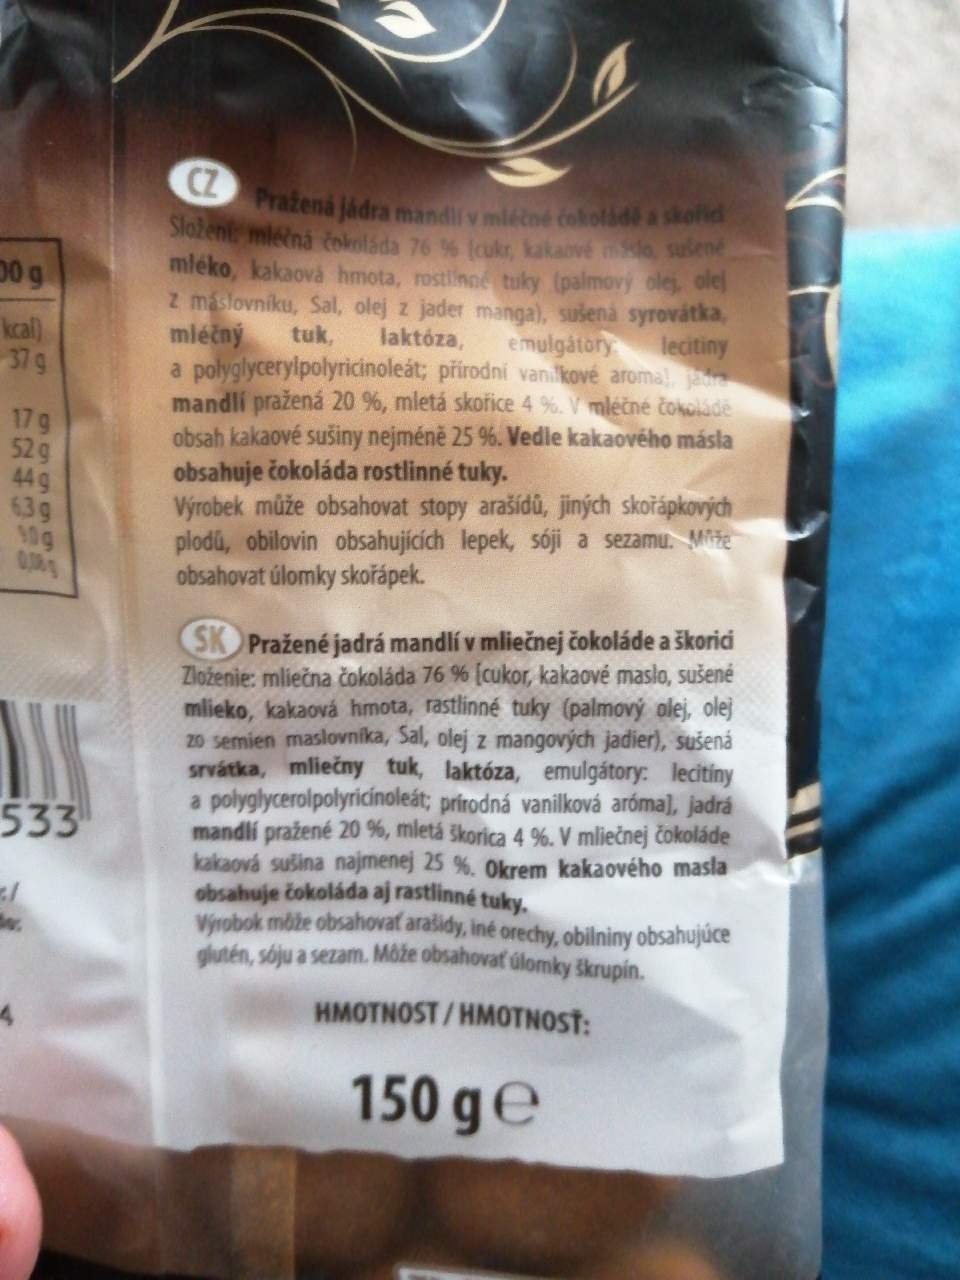 CZ
Pražená jádra mandlí v mléčné čokoládě a skořici
Složení: mléčná čokoláda 76 % [cukr, kakaové máslo, sušené
mléko, kakaová hmota, rostlinné tuky (palmový olej, olej
z máslovníku, Sal, olej z jader manga), sušená syrovátka,
mléčný tuk, laktóza, emulgátory: lecitiny
a polyglycerylpolyricinoleát; přírodní vanilkové aroma], jádra
mandlí pražená 20 %, mletá skořice 4 %. V mléčné čokoládě
obsah kakaové sušiny nejméně 25 %. Vedle kakaového másla
obsahuje čokoláda rostlinné tuky.
Výrobek může obsahovat stopy arašídů, jiných skořápkových
plodů, obilovin obsahujících lepek, sóji a sezamu. Může
obsahovat úlomky skořápek.
SK
Pražené jadrá mandlí v mliečnej čokoláde a škorici
Zloženie: mliečna čokoláda 76 % [cukor, kakaové maslo, sušené
mlieko, kakaová hmota, rastlinné tuky (palmový olej, olej
zo semien maslovníka, Sal, olej z mangových jadier), sušená
srvátka, mliečny tuk, laktóza, emulgátory: lecitíny
a polyglycerolpolyricinoleát; prírodná vanilková aróma], jadrá
mandlí pražené 20 %, mletá škorica 4 %. V mliečnej čokoláde
kakaová sušina najmenej 25 %. Okrem kakaového masla
obsahuje čokoláda aj rastlinné tuky.
Výrobok môže obsahovať arašidy, iné orechy, obilniny obsahujúce
glutén, sóju a sezam. Môže obsahovať úlomky škrupín.
HMOTNOST / HMOTNOSŤ:
150 g e
00 g
kcal)
37 g
17 g
52 g
44 g
6,3 g
0,06 g
533
4